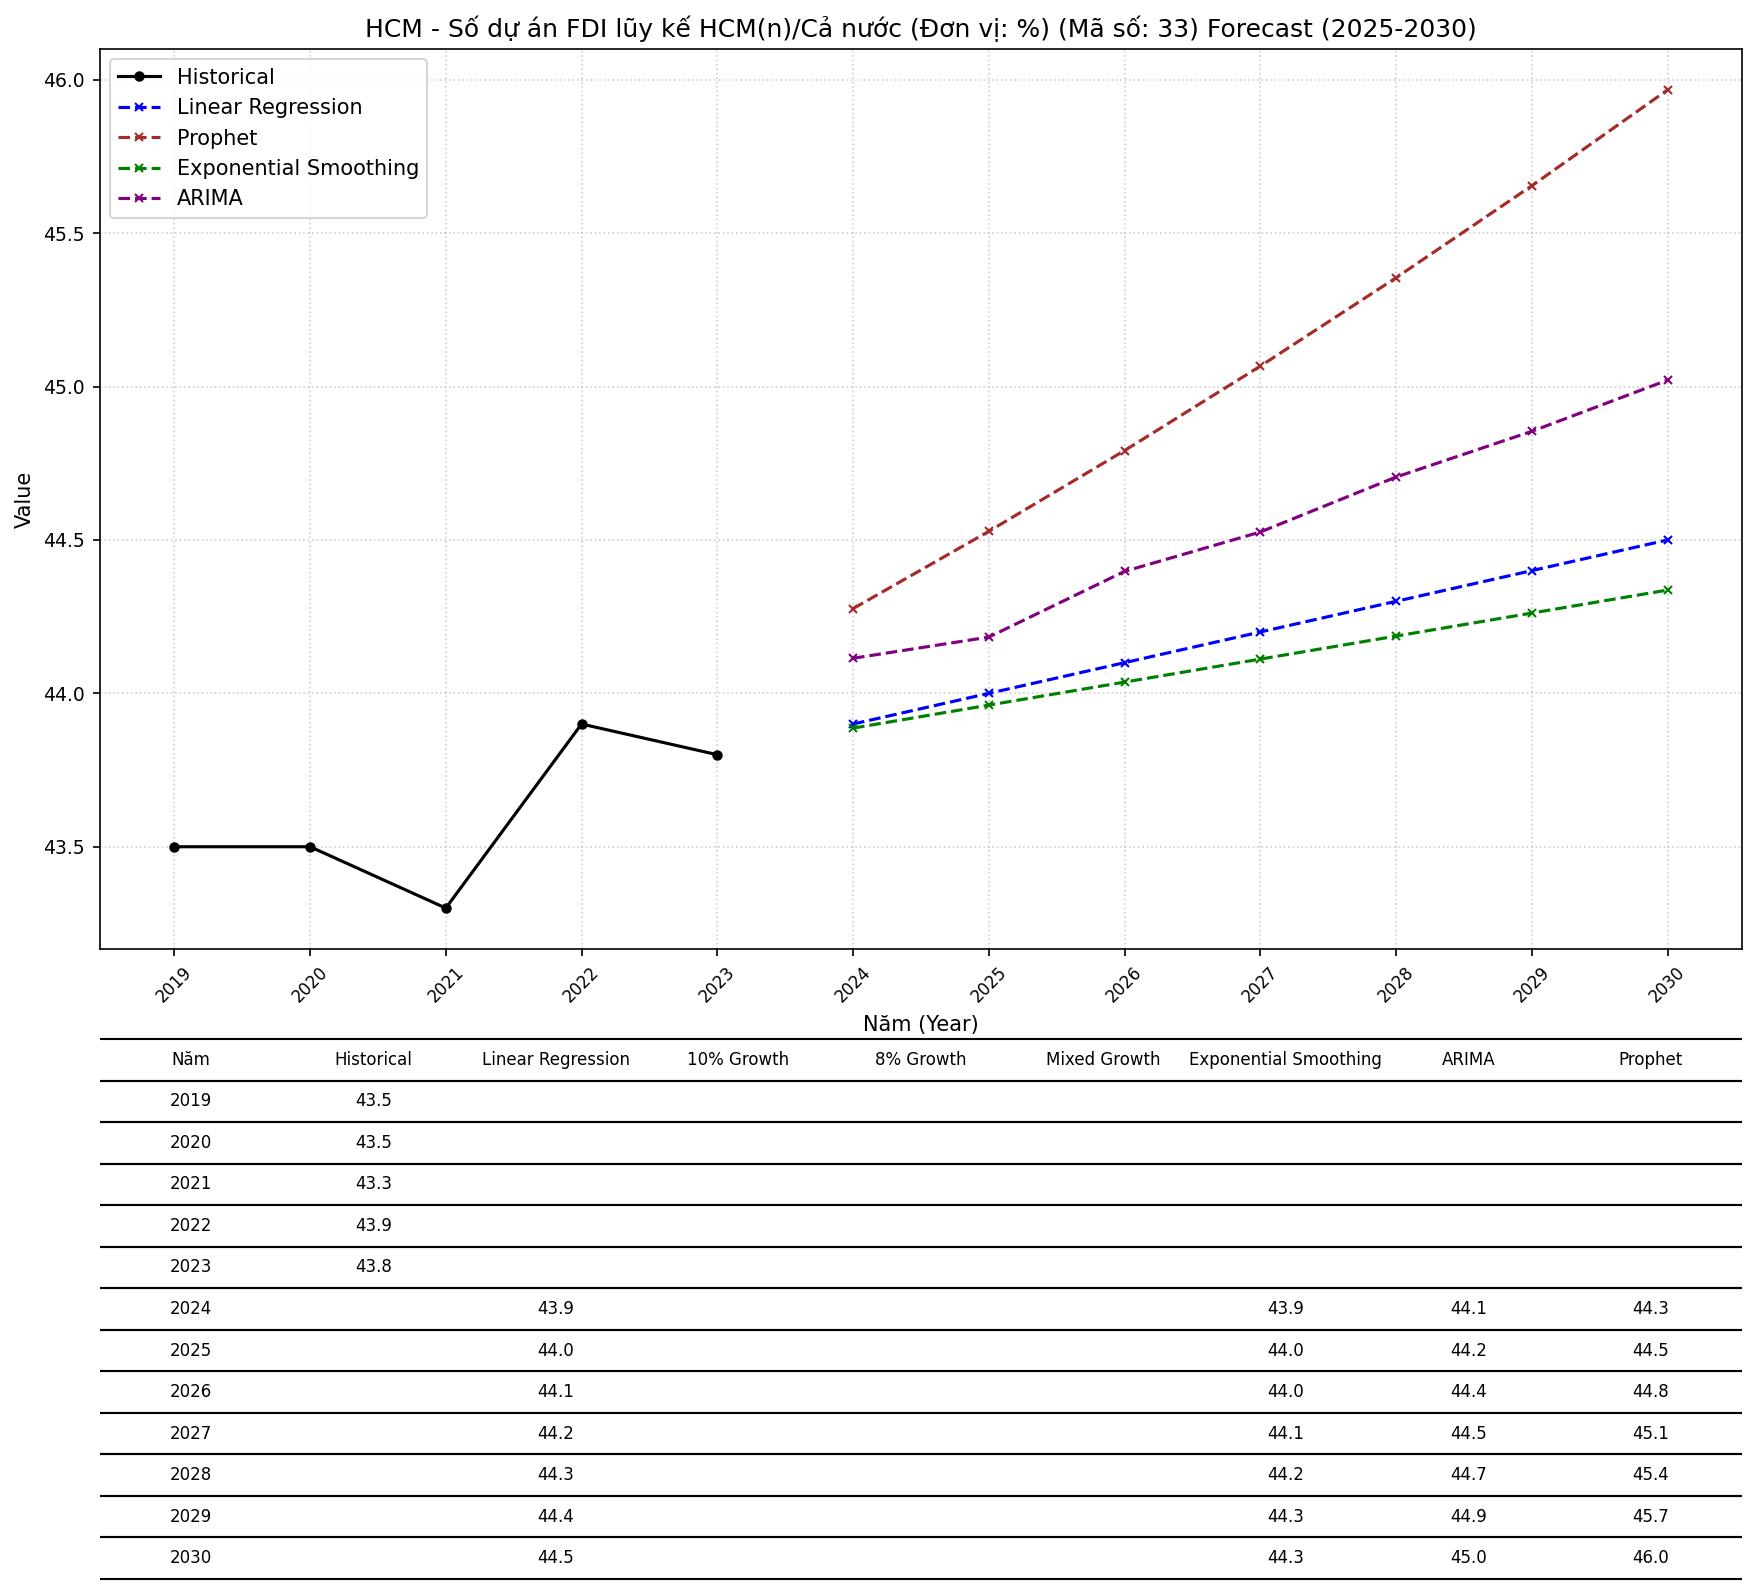 HCM - Số dự án FDI lũy kế HCM(n)/Cả nước (Đơn vị: %) (Mã số: 33) Forecast (2025-2030)
Historical
Linear Regression
Prophet
Exponential Smoothing
ARIMA
46.0
45.5
45.0
44.5
44.0
43.5
Value
2019 2020 2021 2022 2023 2024 2025 2026 2027 2028 2029 2030
Năm (Year)
Năm Historical Linear Regression 10% Growth 8% Growth Mixed Growth Exponential Smoothing ARIMA Prophet
2019 43.5
2020 43.5
2021 43.3
2022 43.9
2023 43.8
2024 43.9 43.9 44.1 44.3
2025 44.0 44.0 44.2 44.5
2026 44.1 44.0 44.4 44.8
2027 44.2 44.1 44.5 45.1
2028 44.3 44.2 44.7 45.4
2029 44.4 44.3 44.9 45.7
2030 44.5 44.3 45.0 46.0